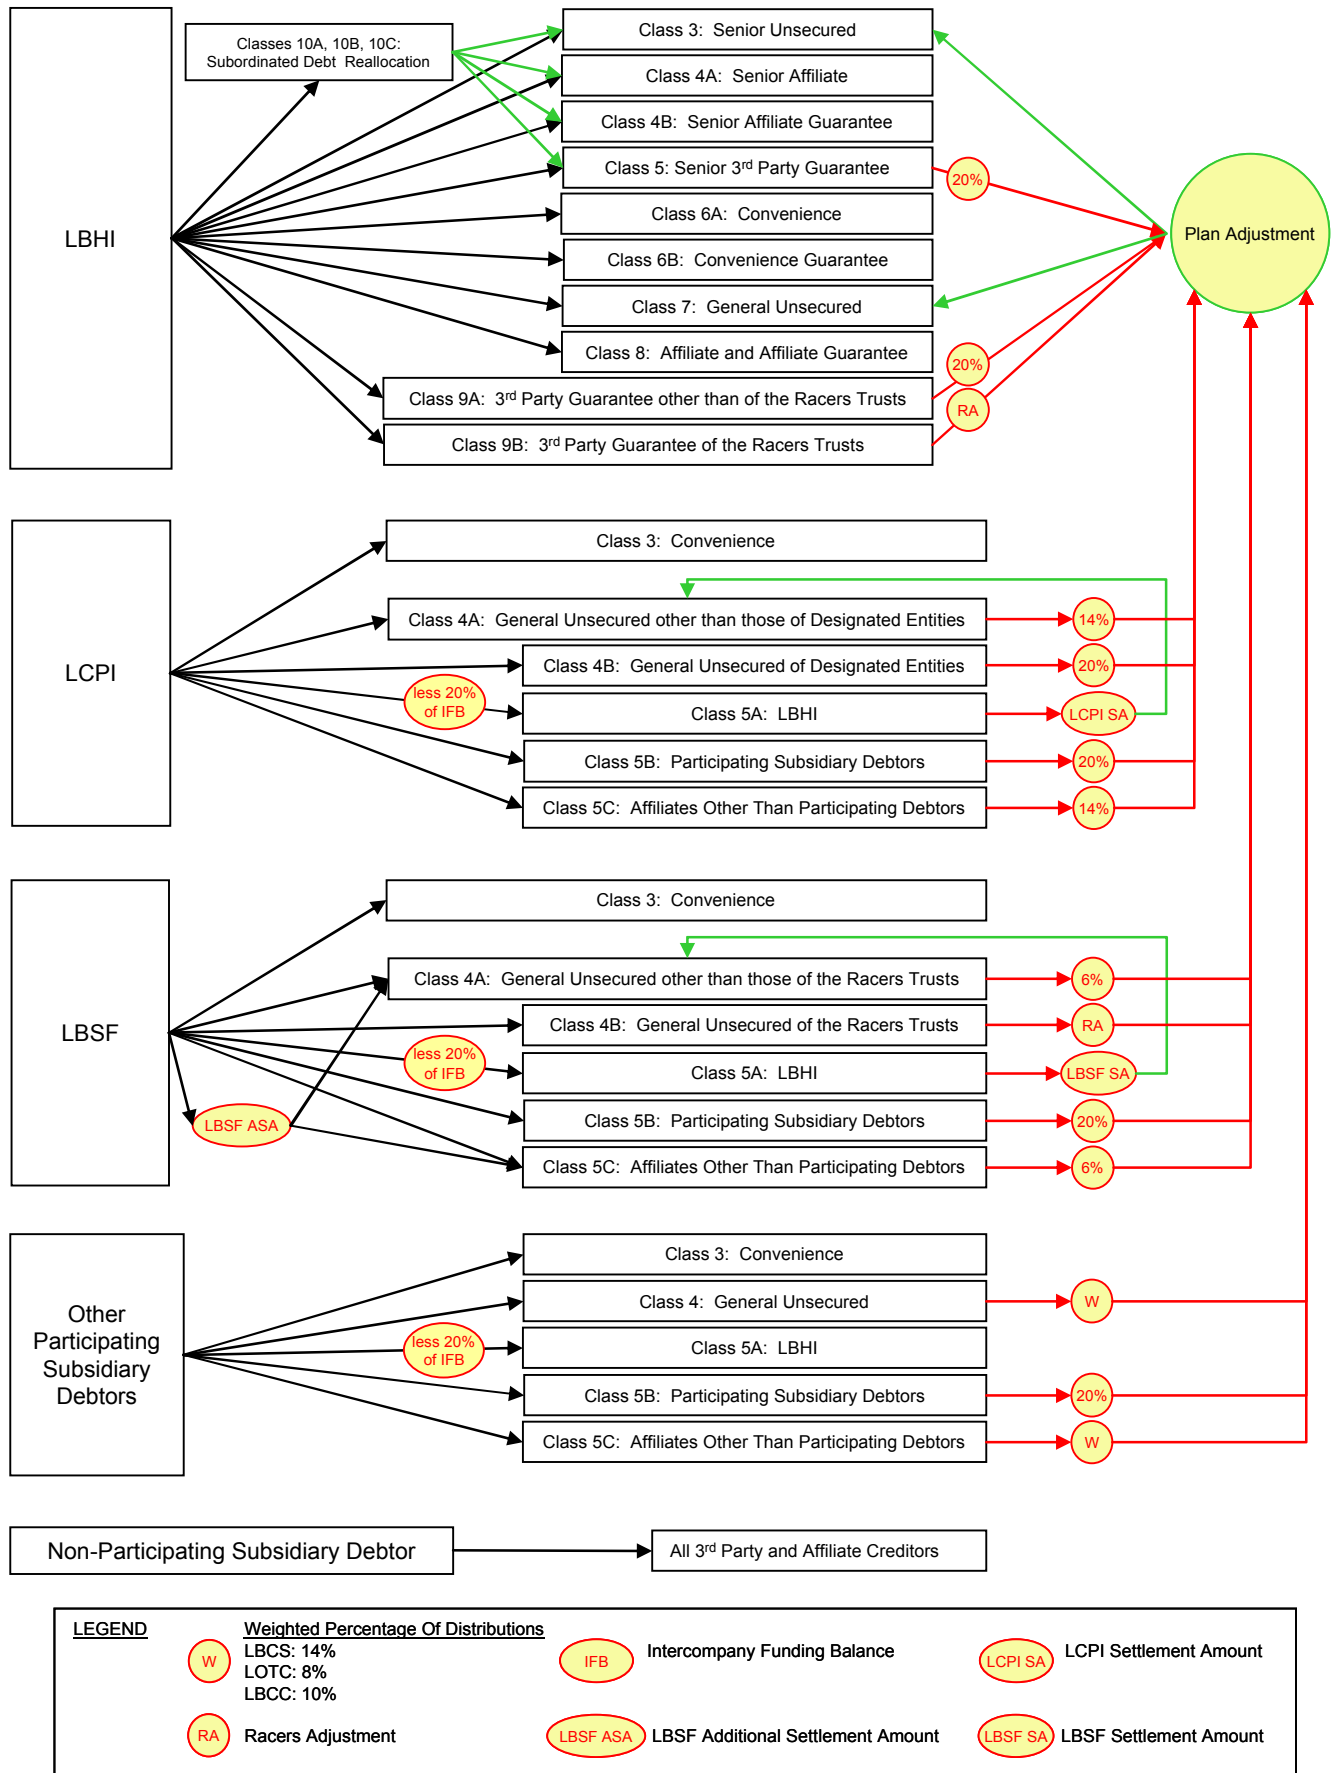 LBHI
Classes 10A, 10B, 10C:
Subordinated Debt Reallocation
Class 3: Senior Unsecured
Class 4A: Senior Affiliate
Class 4B: Senior Affiliate Guarantee
Class 5: Senior 3rd Party Guarantee
20%
Class 6A: Convenience
Class 6B: Convenience Guarantee
Class 7: General Unsecured
Class 8: Affiliate and Affiliate Guarantee
20%
Class 9A: 3rd Party Guarantee other than of the Racers Trusts
RA
Class 9B: 3rd Party Guarantee of the Racers Trusts
Plan Adjustment
LCPI
Class 3: Convenience
Class 4A: General Unsecured other than those of Designated Entities
14%
Class 4B: General Unsecured of Designated Entities
20%
less 20%
of IFB
Class 5A: LBHI
LCPI SA
Class 5B: Participating Subsidiary Debtors
20%
Class 5C: Affiliates Other Than Participating Debtors
14%
LBSF
Class 3: Convenience
Class 4A: General Unsecured other than those of the Racers Trusts
6%
Class 4B: General Unsecured of the Racers Trusts
RA
less 20%
of IFB
Class 5A: LBHI
LBSF SA
LBSF ASA
Class 5B: Participating Subsidiary Debtors
20%
Class 5C: Affiliates Other Than Participating Debtors
6%
Other
Participating
Subsidiary
Debtors
Class 3: Convenience
Class 4: General Unsecured
W
less 20%
of IFB
Class 5A: LBHI
Class 5B: Participating Subsidiary Debtors
20%
Class 5C: Affiliates Other Than Participating Debtors
W
Non-Participating Subsidiary Debtor
All 3rd Party and Affiliate Creditors
LEGEND
W
Weighted Percentage Of Distributions
LBCS: 14%
LOTC: 8%
LBCC: 10%
IFB
Intercompany Funding Balance
LCPI SA
LCPI Settlement Amount
RA
Racers Adjustment
LBSF ASA
LBSF Additional Settlement Amount
LBSF SA
LBSF Settlement Amount